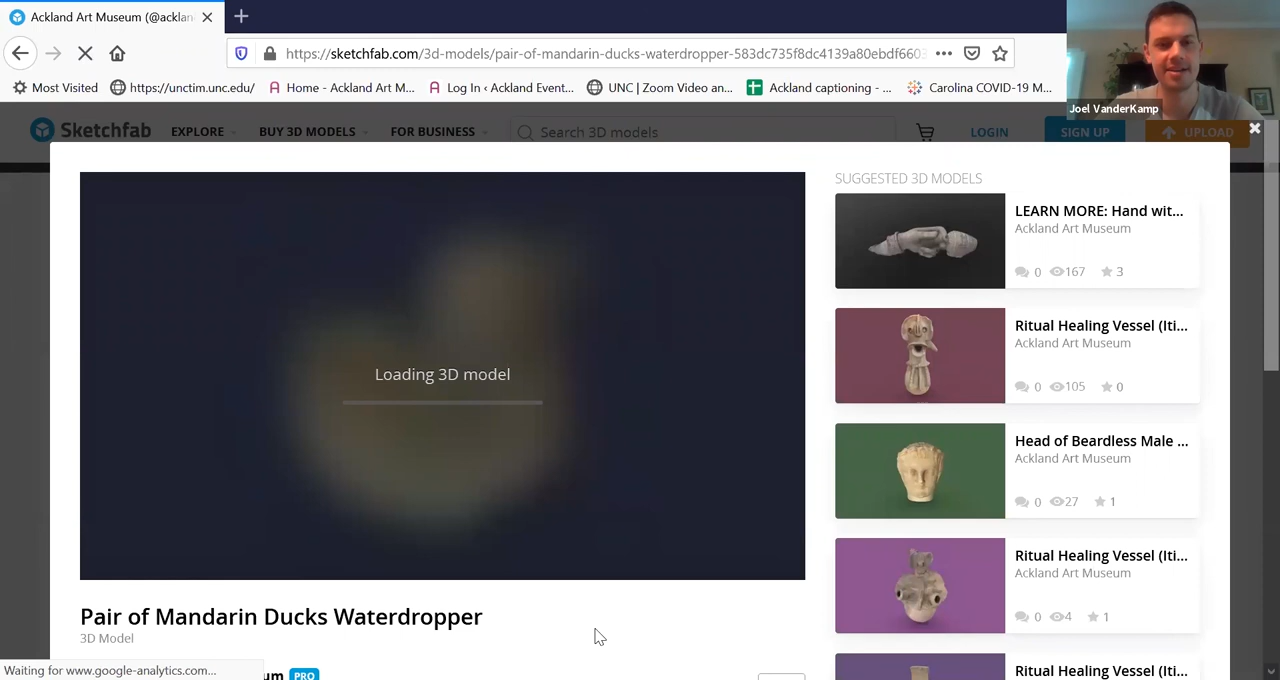 Ackland Art Museum (@acklan
https://sketchfab.com/3d-models/pair-of-mandarin-ducks-waterdropper-583dc735f8dc4139a80ebdf6603
Most Visited https://unctim.unc.edu/ Home - Ackland Art M... Log In ‹ Ackland Event... UNC | Zoom Video an... Ackland captioning - ... Carolina COVID-19 M...
Joel VanderKamp
Sketchfab EXPLORE BUY 3D MODELS FOR BUSINESS Search 3D models LOGIN SIGN UP UPLOAD
Loading 3D model
Pair of Mandarin Ducks Waterdropper
3D Model
um PRO
SUGGESTED 3D MODELS
LEARN MORE: Hand wit...
Ackland Art Museum
0 167 3
Ritual Healing Vessel (Iti...
Ackland Art Museum
0 105 0
Head of Beardless Male ...
Ackland Art Museum
0 27 1
Ritual Healing Vessel (Iti...
Ackland Art Museum
0 4 1
Ritual Healing Vessel (Iti...
Waiting for www.google-analytics.com...